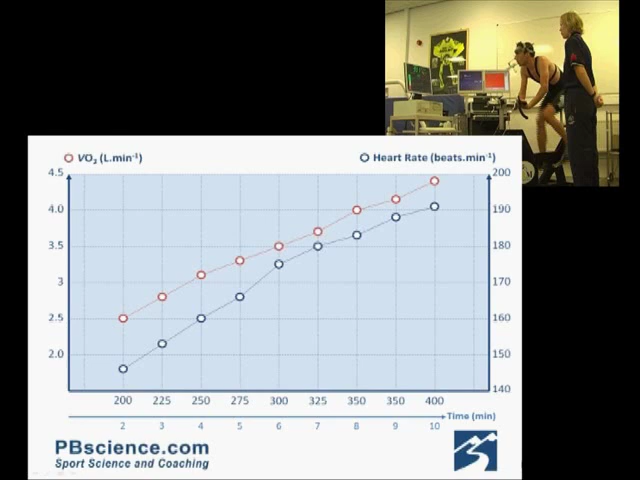 VO₂ (L.min⁻¹)
Heart Rate (beats.min⁻¹)
4.5
4.0
3.5
3
2.5
2.0
200
190
180
170
160
150
140
200 225 250 275 300 325 350 350 400
Time (min)
2 3 4 5 6 7 8 9 10
PBscience.com
Sport Science and Coaching